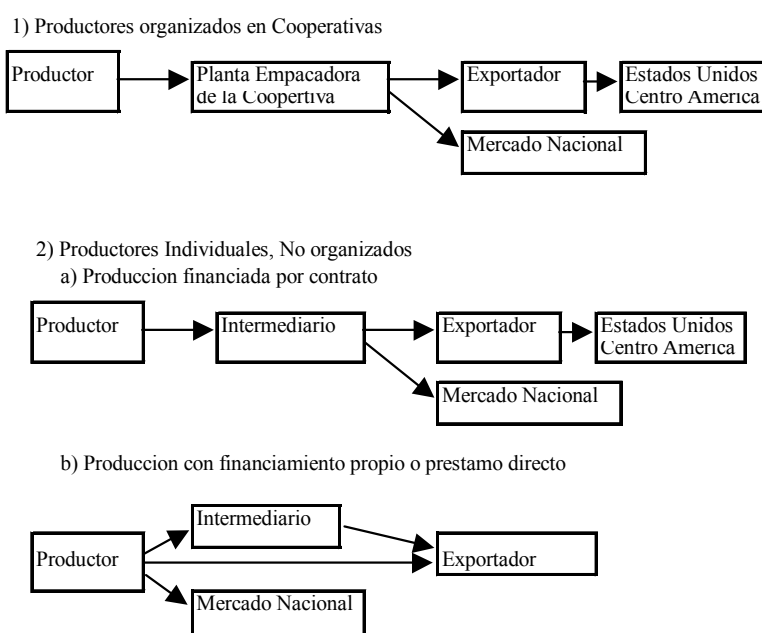 1) Productores organizados en Cooperativas
Productor
Planta Empacadora
de la Coopertiva
Exportador
Estados Unidos
Centro America
Mercado Nacional
2) Productores Individuales, No organizados
a) Produccion financiada por contrato
Productor
Intermediario
Exportador
Estados Unidos
Centro America
Mercado Nacional
b) Produccion con financiamiento propio o prestamo directo
Intermediario
Productor
Exportador
Mercado Nacional